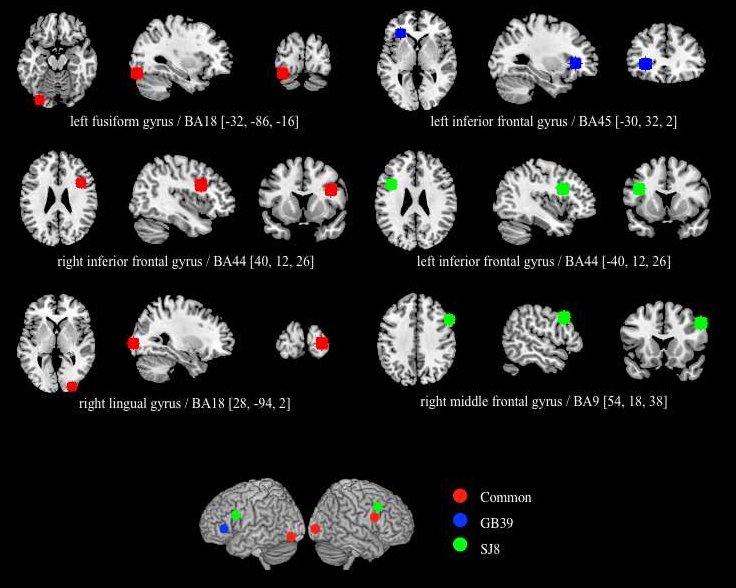 left fusiform gyrus / BA18 [-32, -86, -16]
left inferior frontal gyrus / BA45 [-30, 32, 2]
right inferior frontal gyrus / BA44 [40, 12, 26]
left inferior frontal gyrus / BA44 [-40, 12, 26]
right lingual gyrus / BA18 [28, -94, 2]
right middle frontal gyrus / BA9 [54, 18, 38]
Common
GB39
SJ8